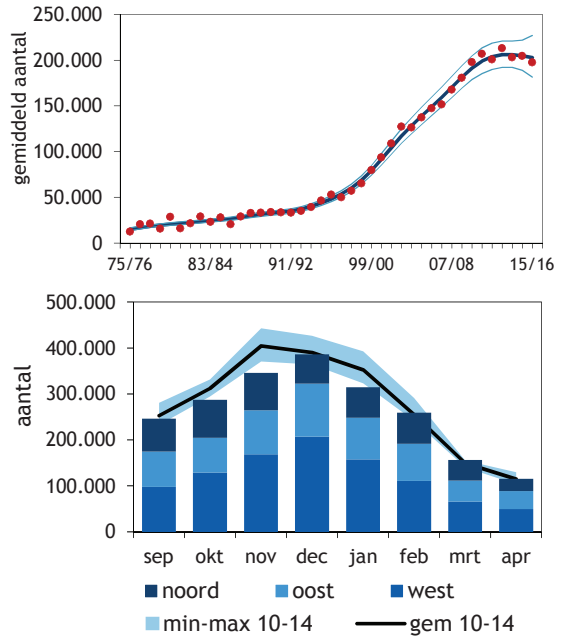 250.000
200.000
150.000
100.000
50.000
0
gemiddeld aantal
75/76 83/84 91/92 99/00 07/08 15/16
500.000
400.000
300.000
200.000
100.000
0
aantal
sep okt nov dec jan feb mrt apr
noord oost west
min-max 10-14 gem 10-14